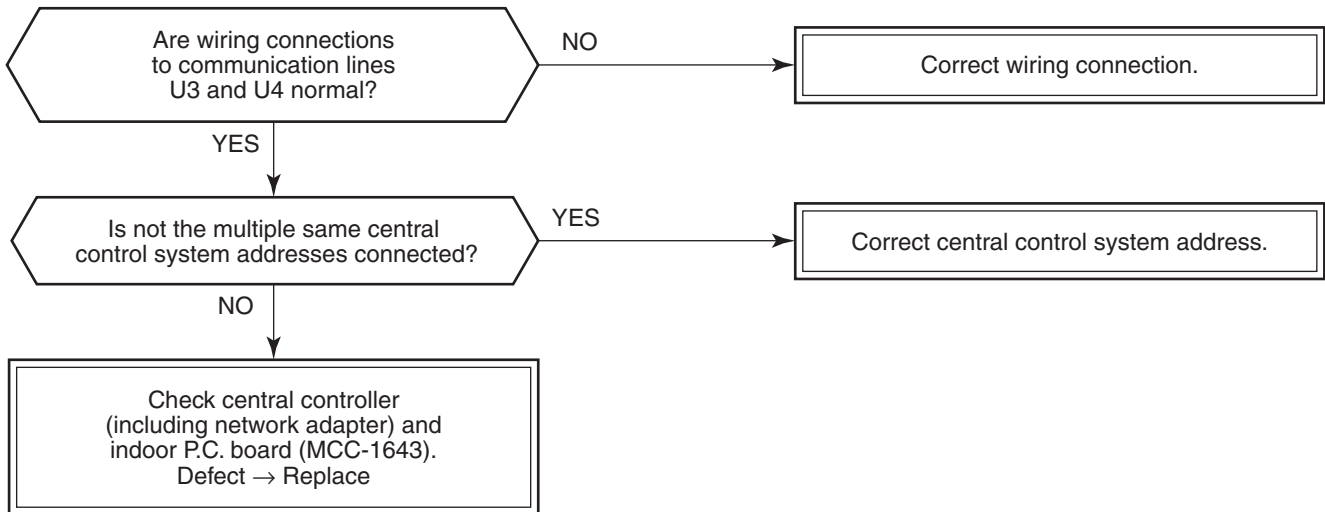 Are wiring connections
to communication lines
U3 and U4 normal?
NO
Correct wiring connection.
YES
Is not the multiple same central
control system addresses connected?
YES
Correct central control system address.
NO
Check central controller
(including network adapter) and
indoor P.C. board (MCC-1643).
Defect → Replace